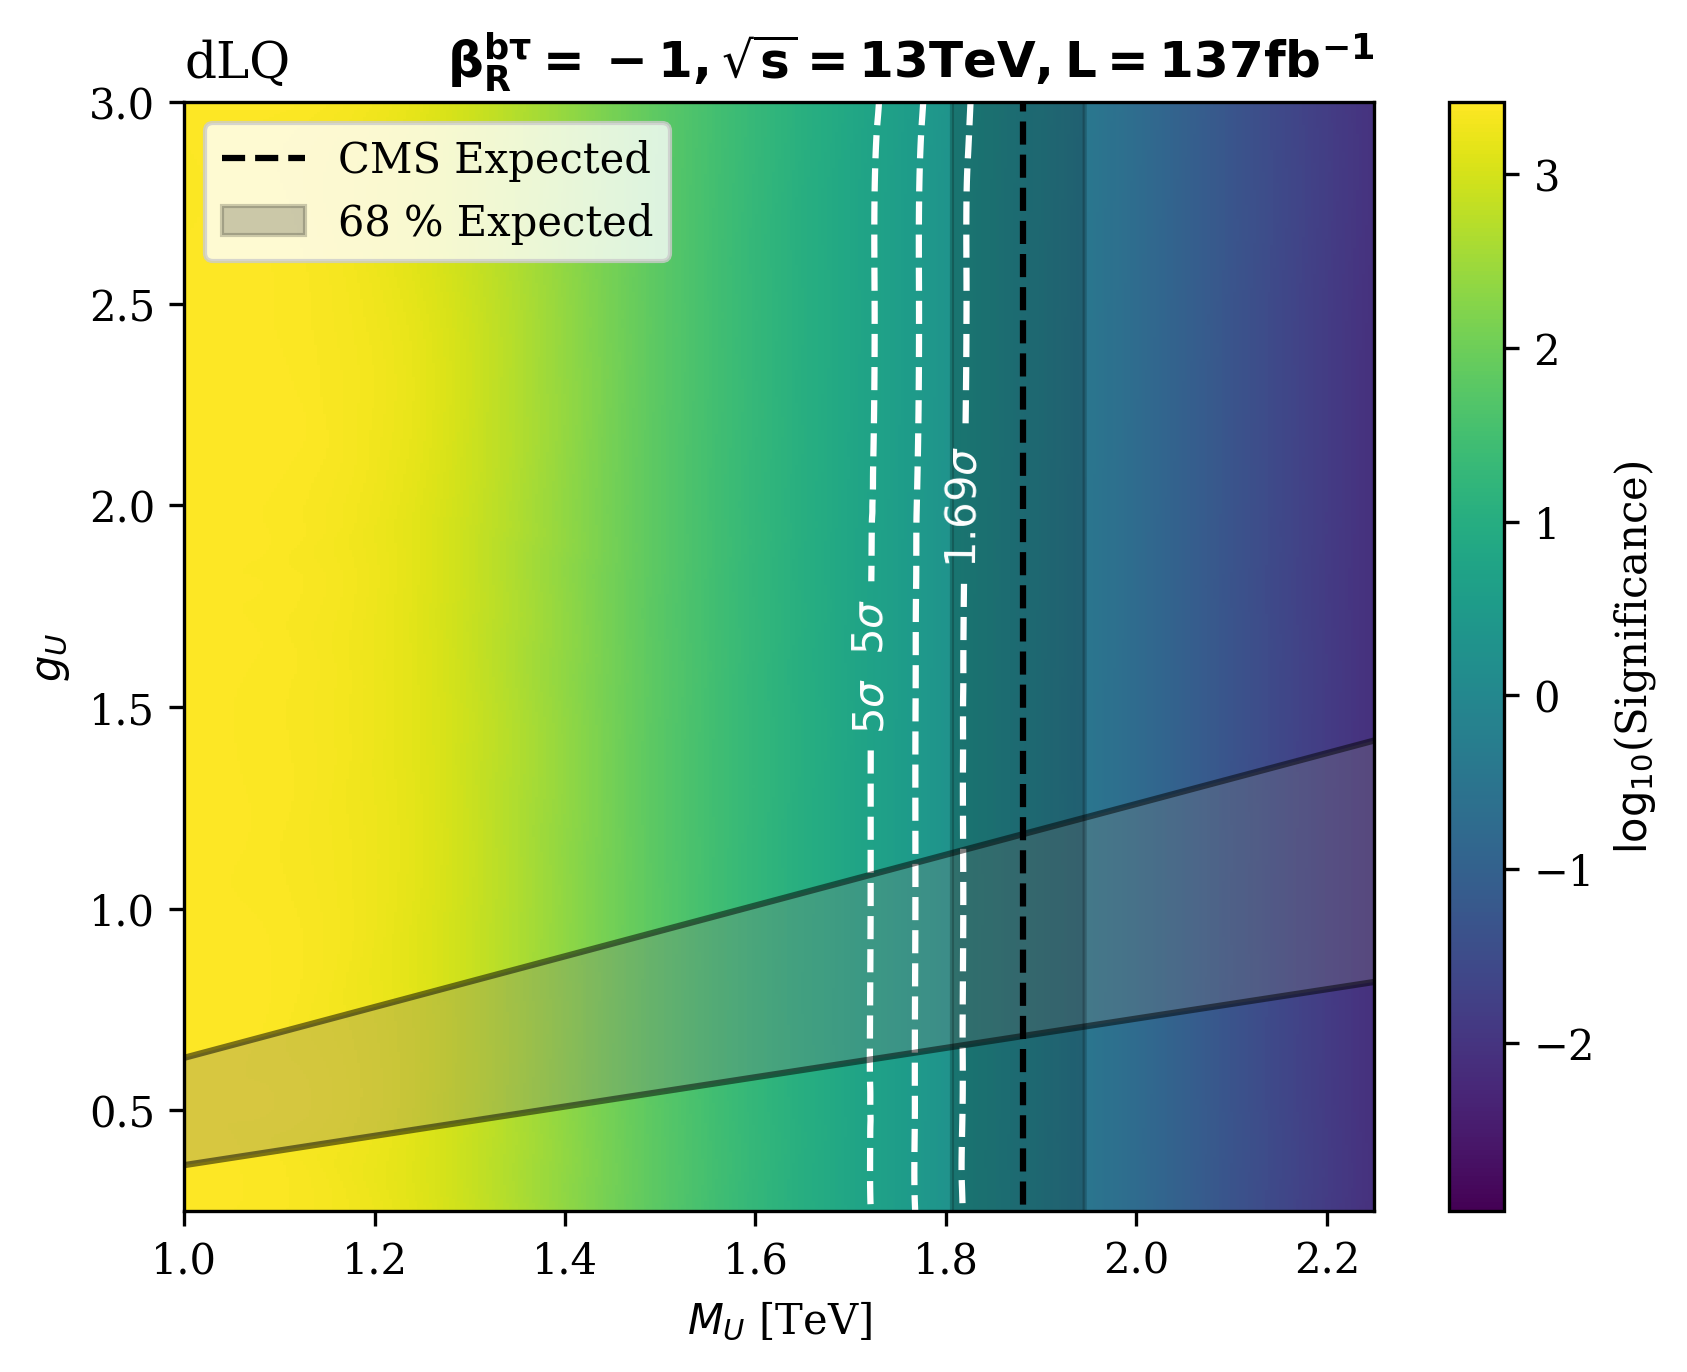 dLQ
β_R^{bτ} = −1, √s = 13TeV, L = 137fb⁻¹
CMS Expected
68 % Expected
3.0
2.5
2.0
1.5
1.0
0.5
g_U
1.69σ
5σ
5σ
1.0 1.2 1.4 1.6 1.8 2.0 2.2
M_U [TeV]
3
2
1
0
−1
−2
log₁₀(Significance)